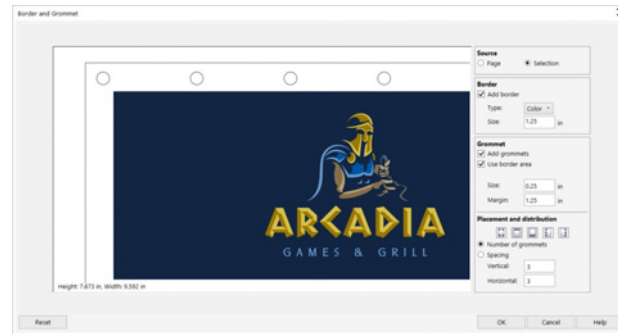 Border and Grommet
Source
Page
Selection
Border
Add border
Type:
Color
Size:
1.25
in
Grommet
Add grommets
Use border area
Size:
0.25
in
Margin:
1.25
in
Placement and distribution
Number of grommets
Spacing
Vertical:
3
Horizontal:
3
ARCADIA
GAMES & GRILL
Height: 7.673 in, Width: 9.592 in
Reset
OK
Cancel
Help